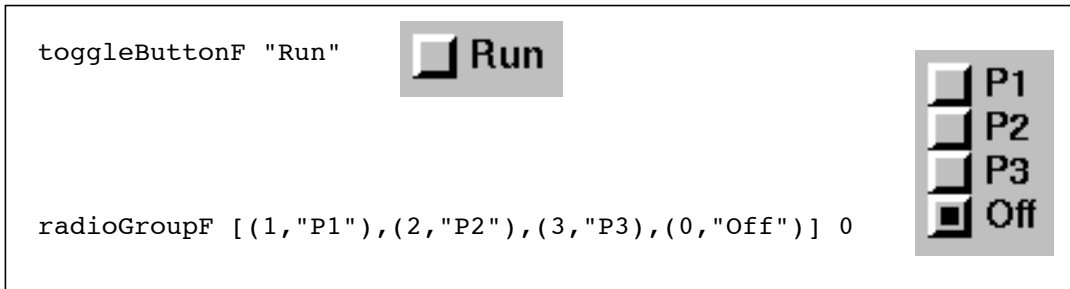 toggleButtonF "Run"
Run
P1
P2
P3
Off
radioGroupF [(1,"P1"),(2,"P2"),(3,"P3),(0,"Off")] 0